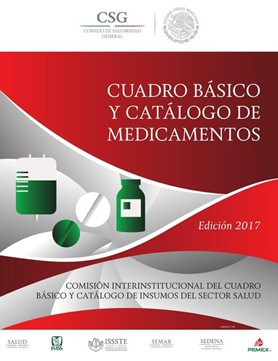 CSG
CONSEJO DE SALUBRIDAD
GENERAL
CUADRO BÁSICO
Y CATÁLOGO DE
MEDICAMENTOS
Edición 2017
COMISIÓN INTERINSTITUCIONAL DEL CUADRO
BÁSICO Y CATÁLOGO DE INSUMOS DEL SECTOR SALUD
SALUD
IMSS
ISSSTE
SEMAR
SEDENA
PEMEX